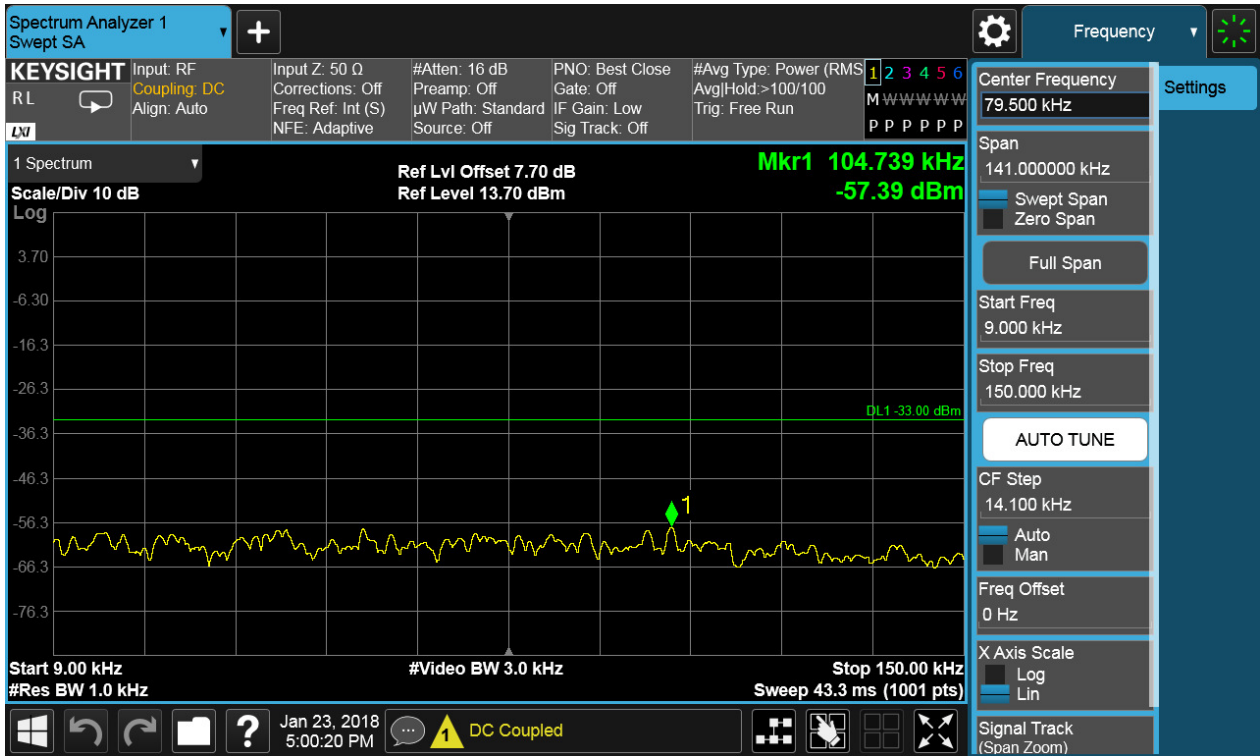 Spectrum Analyzer 1
Swept SA
+
Frequency
KEYSIGHT
R L
LXI
Input: RF
Coupling: DC
Align: Auto
Input Z: 50 Ω
Corrections: Off
Freq Ref: Int (S)
NFE: Adaptive
#Atten: 16 dB
Preamp: Off
µW Path: Standard
Source: Off
PNO: Best Close
Gate: Off
IF Gain: Low
Sig Track: Off
#Avg Type: Power (RMS
Avg|Hold:>100/100
Trig: Free Run
1 2 3 4 5 6
M W W W W W
P P P P P P
1 Spectrum
Scale/Div 10 dB
Log
Ref Lvl Offset 7.70 dB
Ref Level 13.70 dBm
Mkr1 104.739 kHz
-57.39 dBm
3.70
-6.30
-16.3
-26.3
DL1 -33.00 dBm
-36.3
-46.3
1
-56.3
-66.3
-76.3
Start 9.00 kHz
#Res BW 1.0 kHz
#Video BW 3.0 kHz
Stop 150.00 kHz
Sweep 43.3 ms (1001 pts)
Center Frequency
79.500 kHz
Span
141.000000 kHz
Swept Span
Zero Span
Full Span
Start Freq
9.000 kHz
Stop Freq
150.000 kHz
AUTO TUNE
CF Step
14.100 kHz
Auto
Man
Freq Offset
0 Hz
X Axis Scale
Log
Lin
Signal Track
(Span Zoom)
Settings
?
Jan 23, 2018
5:00:20 PM
1
DC Coupled